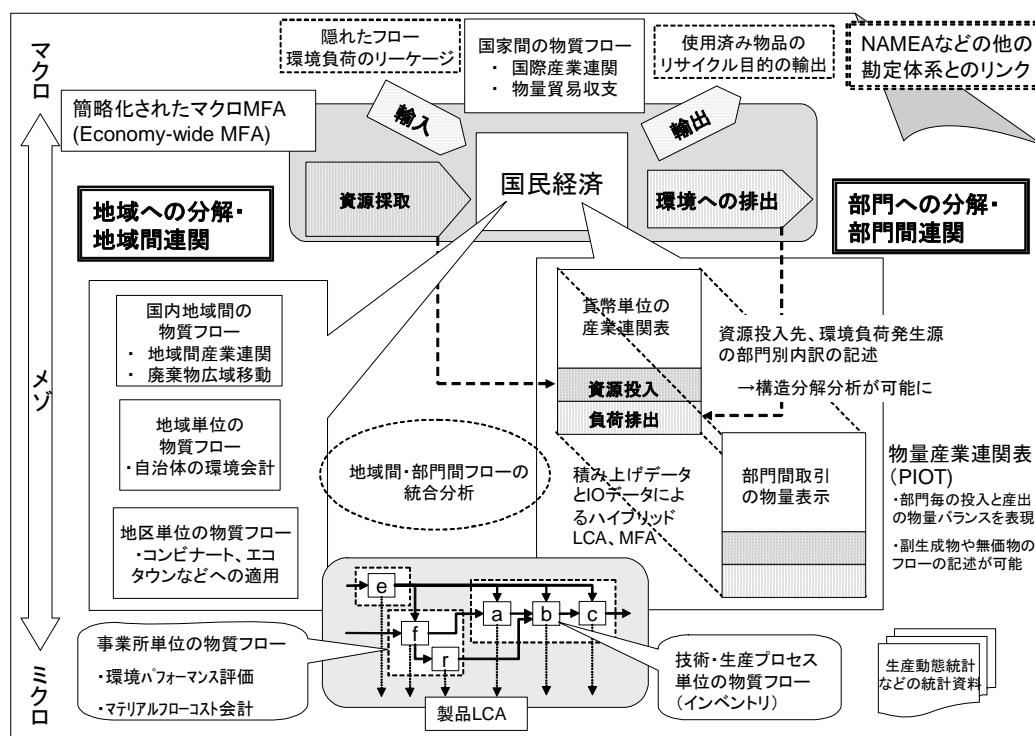 マクロ
メゾ
ミクロ
隠れたフロー
環境負荷のリーケージ
国家間の物質フロー
・ 国際産業連関
・ 物量貿易収支
使用済み物品の
リサイクル目的の輸出
NAMEAなどの他の
勘定体系とのリンク
簡略化されたマクロMFA
(Economy-wide MFA)
輸入
輸出
資源採取
国民経済
環境への排出
地域への分解・
地域間連関
部門への分解・
部門間連関
国内地域間の
物質フロー
・ 地域間産業連関
・ 廃棄物広域移動
地域単位の
物質フロー
・自治体の環境会計
地区単位の物質フロー
・コンビナート、エコ
タウンなどへの適用
貨幣単位の
産業連関表
資源投入
負荷排出
資源投入先、環境負荷発生源
の部門別内訳の記述
→構造分解分析が可能に
地域間・部門間フローの
統合分析
積み上げデータ
とIOデータによ
るハイブリッド
LCA、MFA
部門間取引
の物量表示
物量産業連関表
(PIOT)
・部門毎の投入と産出
の物量バランスを表現
・副生成物や無価物の
フローの記述が可能
e
f
r
a
b
c
製品LCA
事業所単位の物質フロー
・環境パフォーマンス評価
・マテリアルフローコスト会計
技術・生産プロセス
単位の物質フロー
(インベントリ)
生産動態統計
などの統計資料